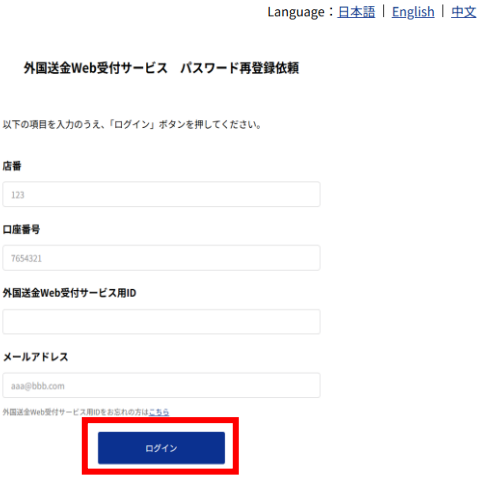 Language：日本語 | English | 中文
外国送金Web受付サービス　パスワード再登録依頼
以下の項目を入力のうえ、「ログイン」ボタンを押してください。
店番
123
口座番号
7654321
外国送金Web受付サービス用ID
メールアドレス
aaa@bbb.com
外国送金Web受付サービス用IDをお忘れの方はこちら
ログイン